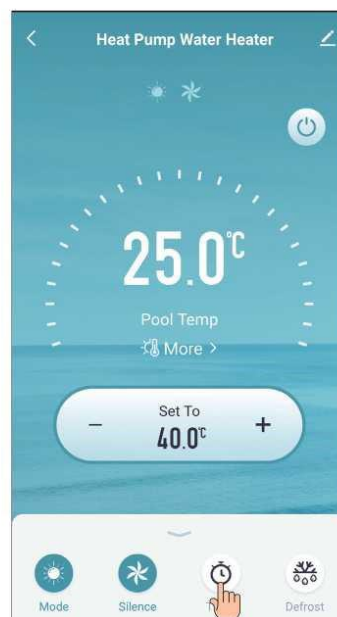 Heat Pump Water Heater
25.0℃
Pool Temp
More >
Set To
− 40.0℃ +
Mode Silence Defrost